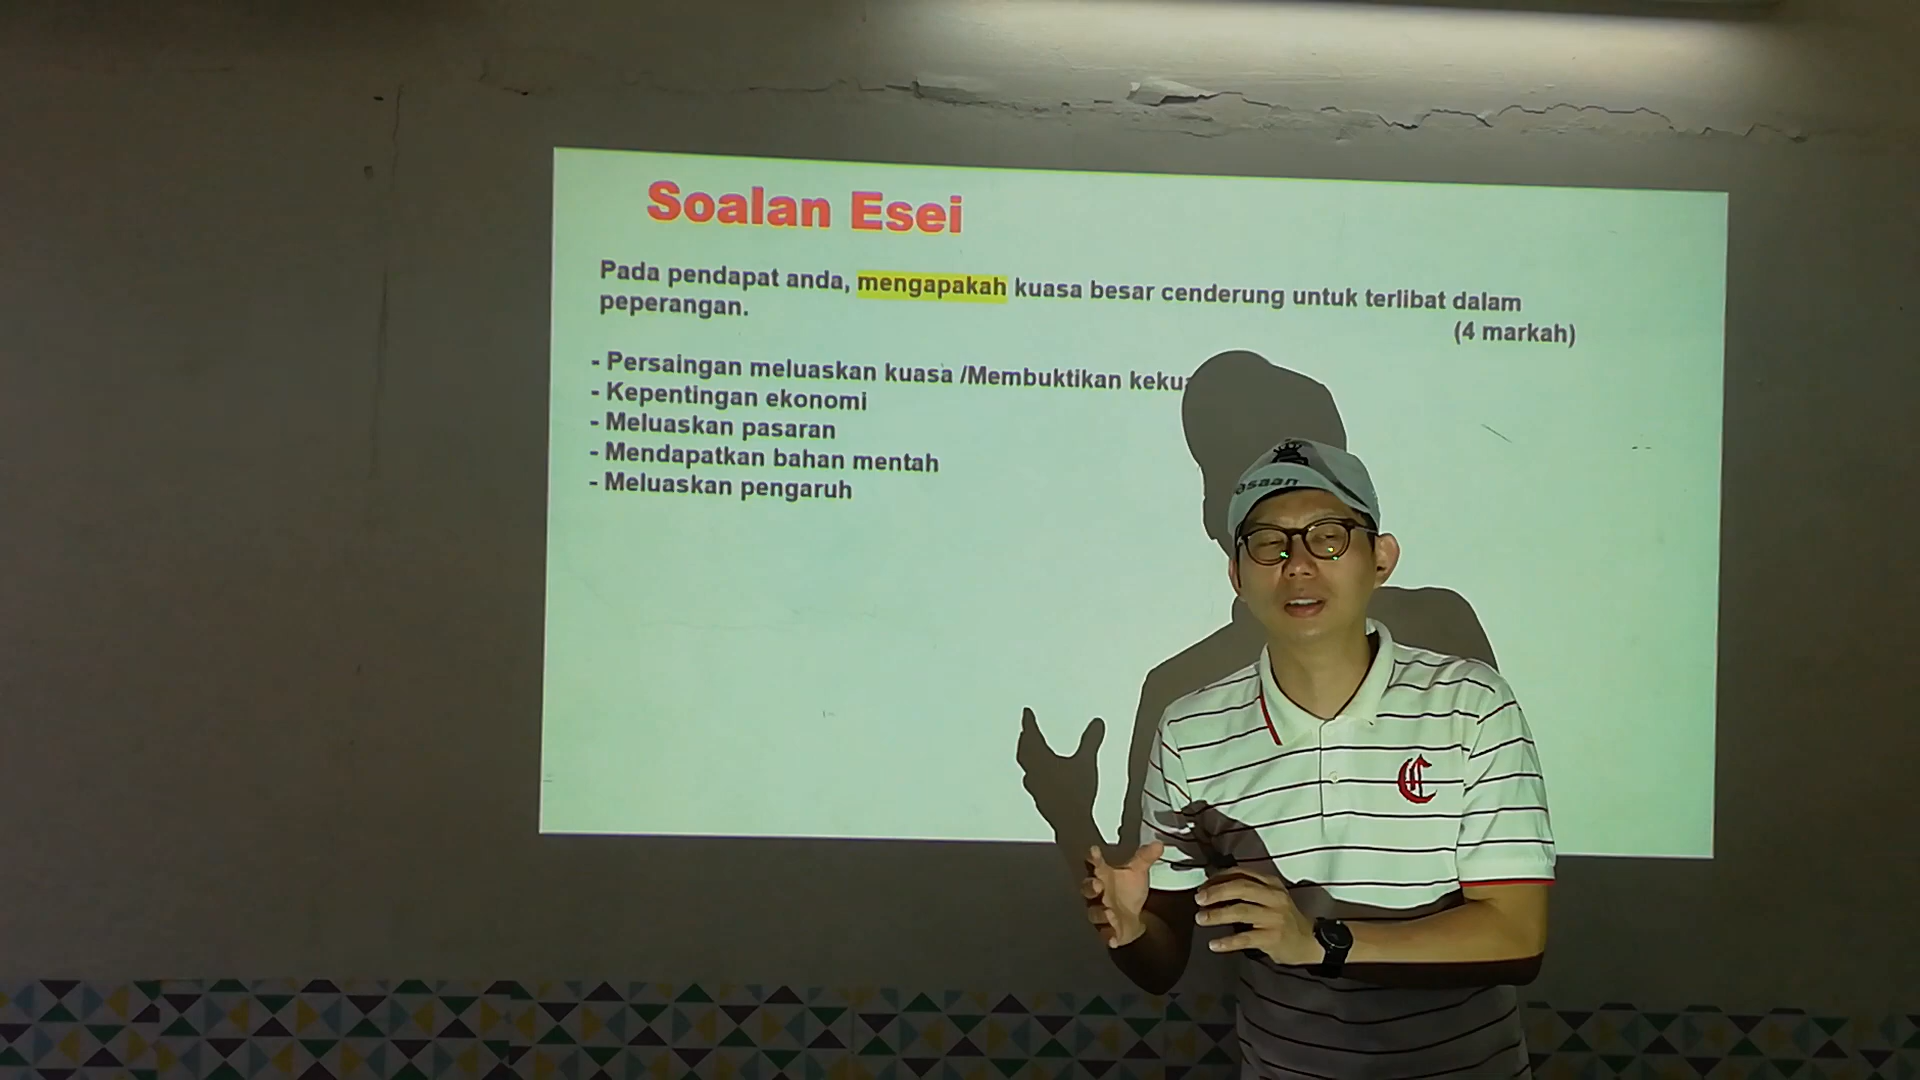 Soalan Esei
Pada pendapat anda, mengapakah kuasa besar cenderung untuk terlibat dalam
peperangan.
(4 markah)
- Persaingan meluaskan kuasa /Membuktikan
- Kepentingan ekonomi
- Meluaskan pasaran
- Mendapatkan bahan mentah
- Meluaskan pengaruh